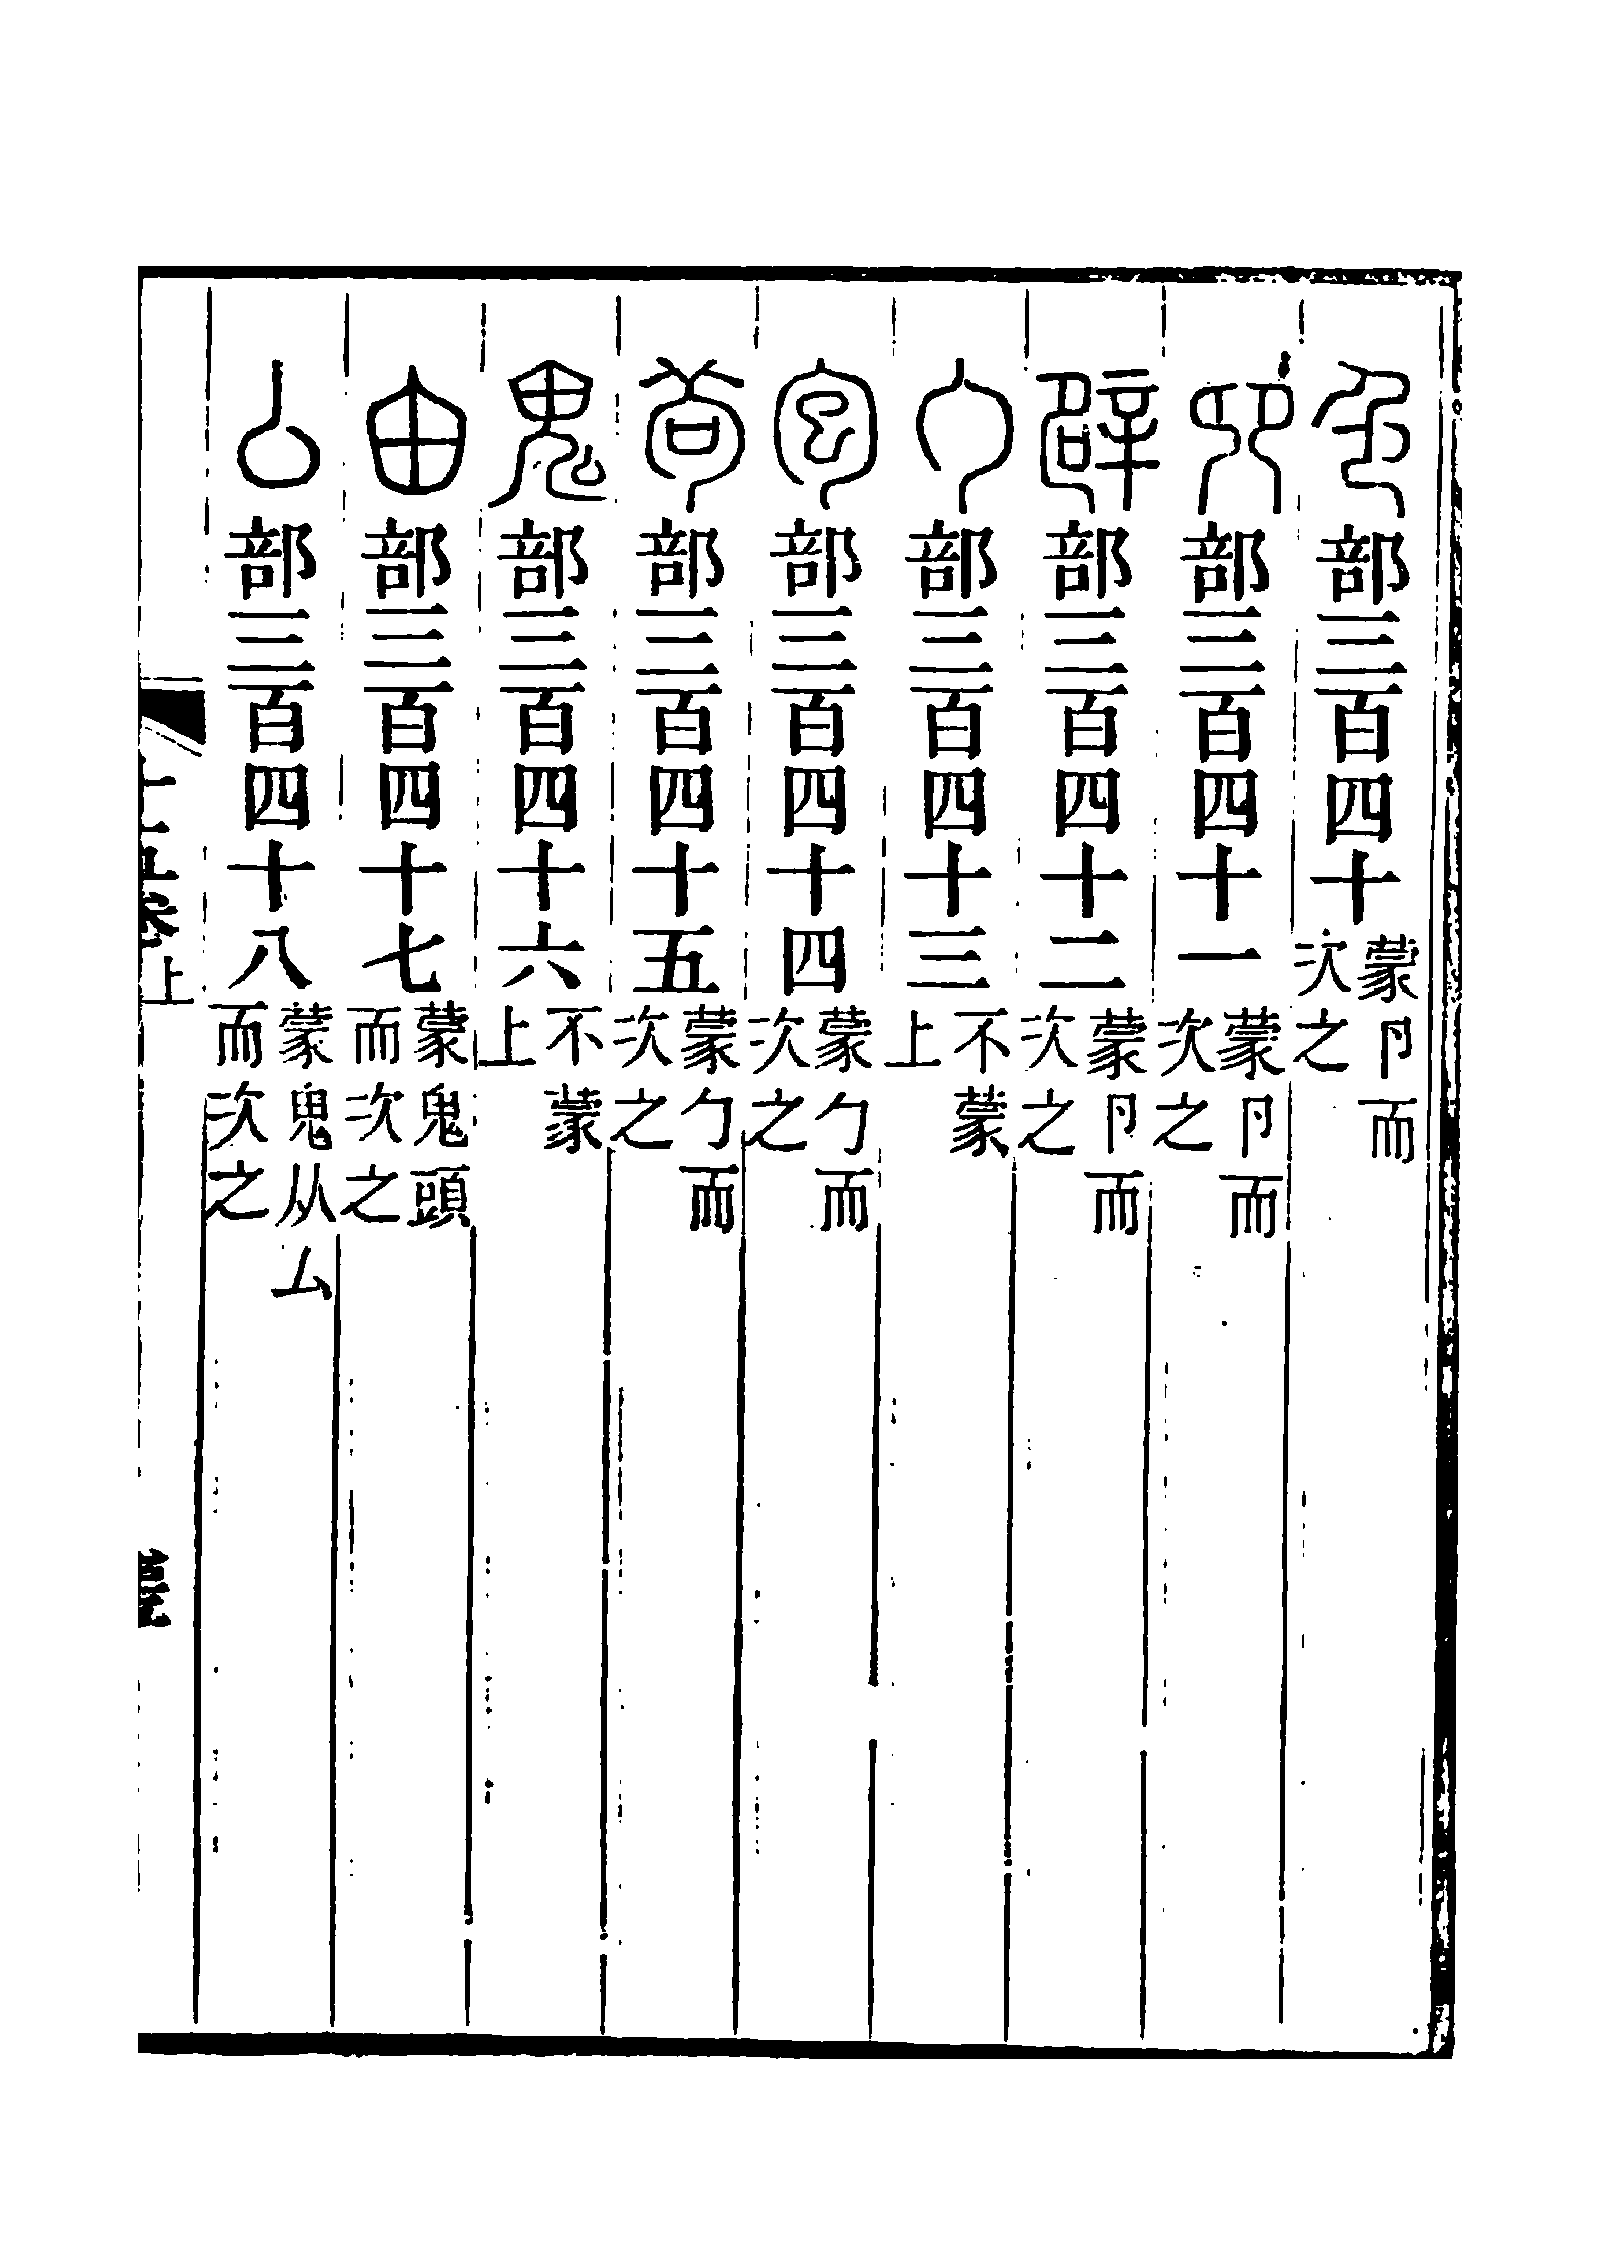 色部三百四十 蒙卪而次之
𠨍部三百四十一 蒙卪而次之
辟部三百四十二 蒙卪而次之
勹部三百四十三 不蒙上
包部三百四十四 蒙勹而次之
茍部三百四十五 蒙勹而次之
鬼部三百四十六 不蒙上
甶部三百四十七 蒙鬼頭而次之
厶部三百四十八 蒙鬼从厶而次之
十五卷上